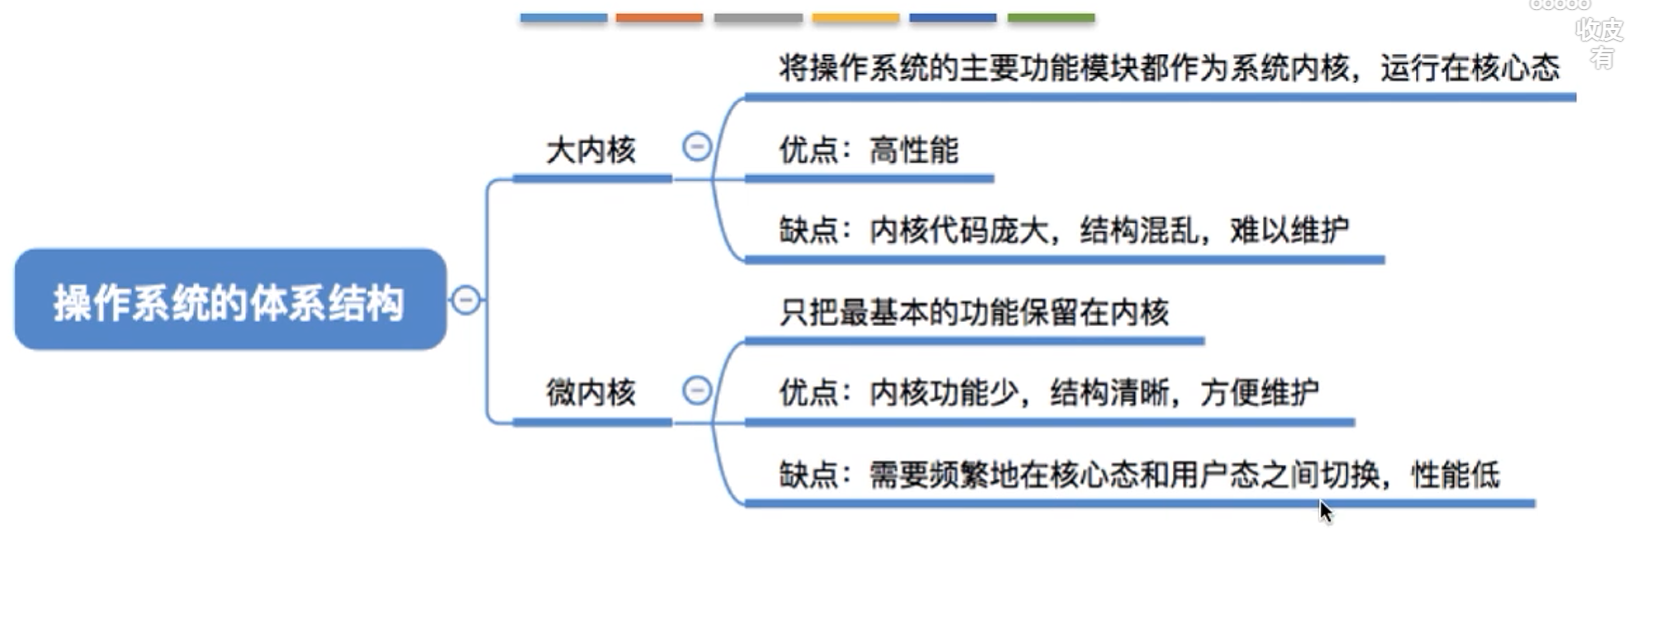 收皮
有
将操作系统的主要功能模块都作为系统内核，运行在核心态
大内核
优点：高性能
缺点：内核代码庞大，结构混乱，难以维护
操作系统的体系结构
只把最基本的功能保留在内核
微内核
优点：内核功能少，结构清晰，方便维护
缺点：需要频繁地在核心态和用户态之间切换，性能低